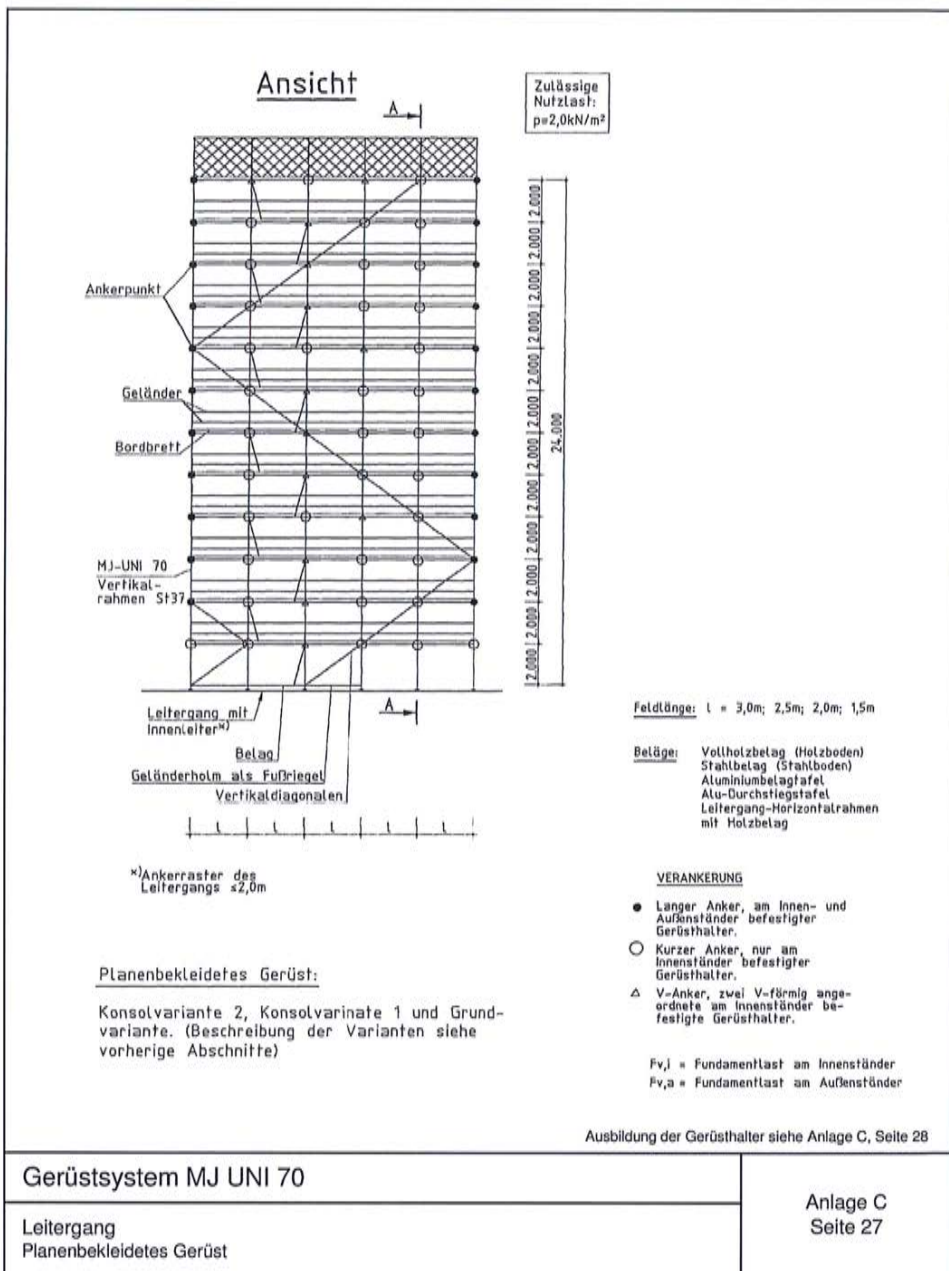 Ansicht
A
Zulässige
Nutzlast:
p=2,0kN/m²
2.000 2.000 2.000 2.000 2.000 2.000 2.000 2.000 2.000 2.000 2.000 2.000
24.000
Ankerpunkt
Geländer
Bordbrett
MJ-UNI 70
Vertikal-
rahmen St37
A
Leitergang mit
Innenleiter*)
Belag
Geländerholm als Fußriegel
Vertikaldiagonalen
l l l l l
*)Ankerraster des
Leitergangs ≤2,0m
Feldlänge: l = 3,0m; 2,5m; 2,0m; 1,5m
Beläge: Vollholzbelag (Holzboden)
Stahlbelag (Stahlboden)
Aluminiumbelagtafel
Alu-Durchstiegstafel
Leitergang-Horizontalrahmen
mit Holzbelag
VERANKERUNG
Langer Anker, am Innen- und
Außenständer befestigter
Gerüsthalter.
Kurzer Anker, nur am
Innenständer befestigter
Gerüsthalter.
V-Anker, zwei V-förmig ange-
ordnete am Innenständer be-
festigte Gerüsthalter.
Planenbekleidetes Gerüst:
Konsolvariante 2, Konsolvarinate 1 und Grund-
variante. (Beschreibung der Varianten siehe
vorherige Abschnitte)
Fv,i = Fundamentlast am Innenständer
Fv,a = Fundamentlast am Außenständer
Ausbildung der Gerüsthalter siehe Anlage C, Seite 28
Gerüstsystem MJ UNI 70
Leitergang
Planenbekleidetes Gerüst
Anlage C
Seite 27